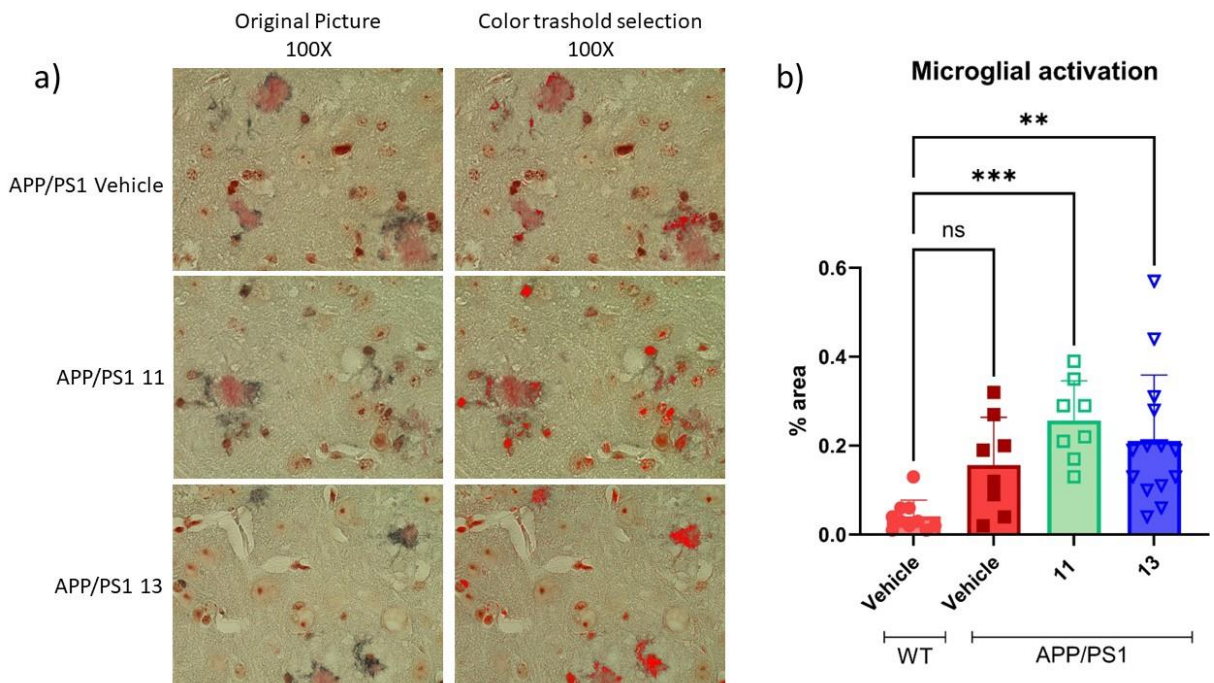 Original Picture
100X
Color trashold selection
100X
a)
APP/PS1 Vehicle
APP/PS1 11
APP/PS1 13
b)
Microglial activation
**
***
ns
% area
0.6
0.4
0.2
0.0
Vehicle
Vehicle
11
13
WT
APP/PS1